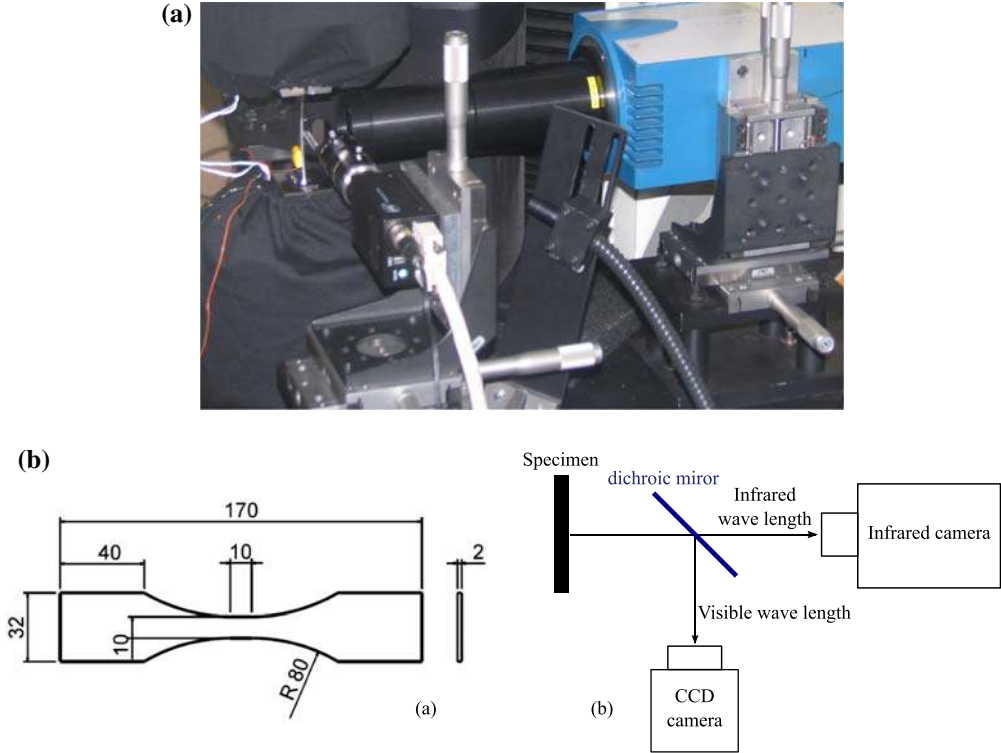 (a)
(b)
170
40
10
2
32
10
R 80
(a)
Specimen
dichroic miror
Infrared
wave length
Infrared camera
Visible wave length
CCD
camera
(b)